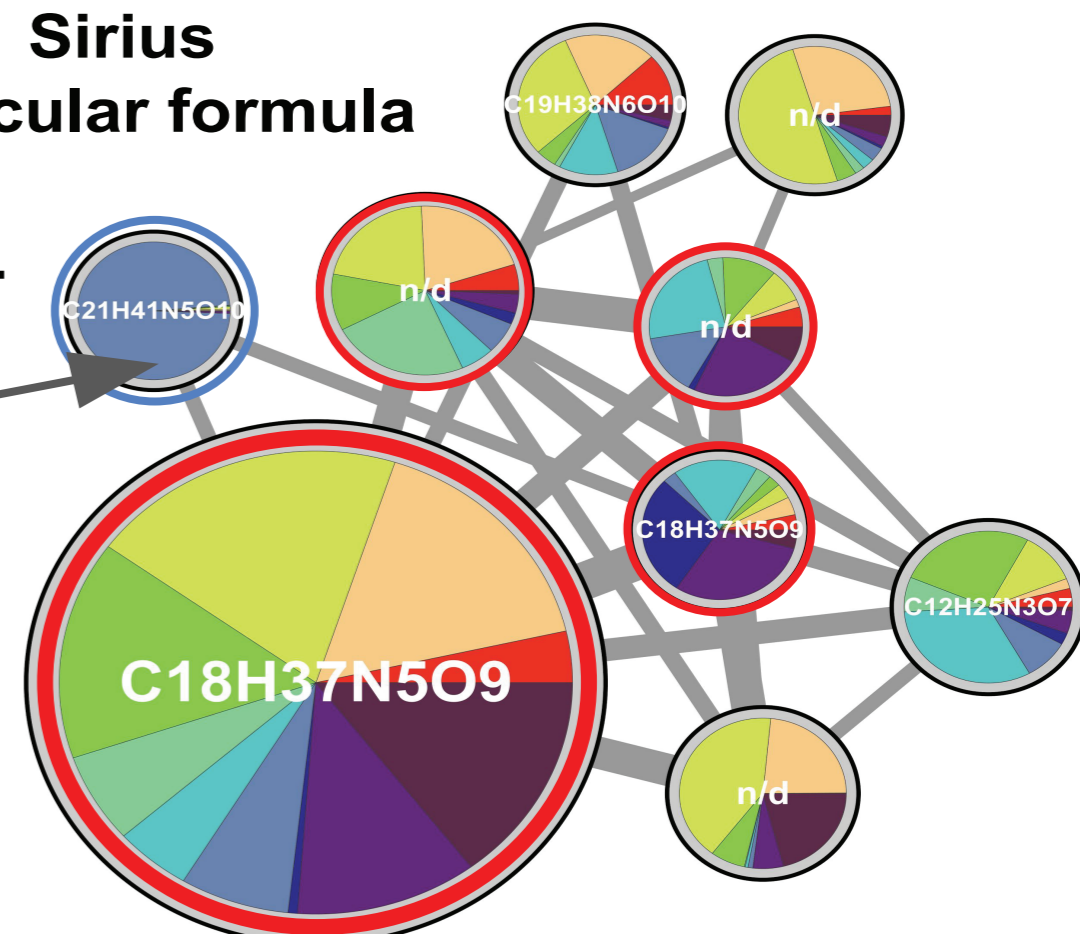 Sirius
cular formula
C19H38N6O10
n/d
n/d
C21H41N5O10
n/d
C18H37N5O9
C12H25N3O7
C18H37N5O9
n/d